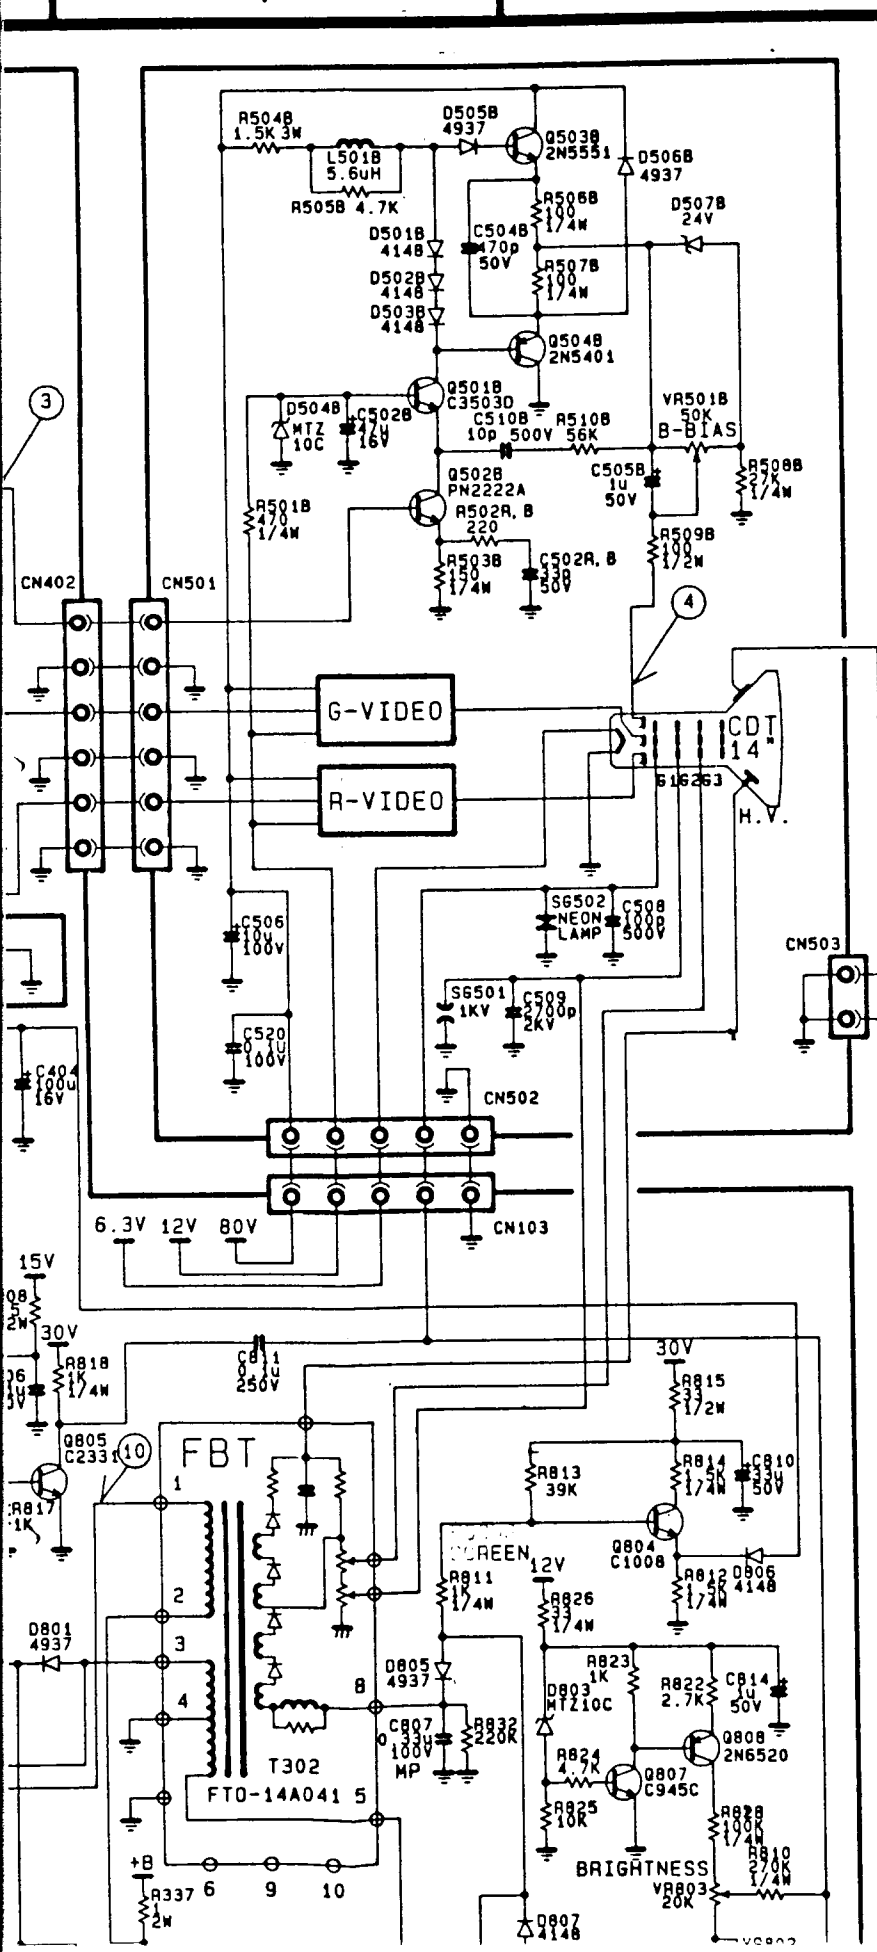 R504B
1.5K 3W
L501B
5.6uH
R505B 4.7K
D505B
4937
Q503B
2N5551
D506B
4937
R506B
100
1/4W
D507B
24V
C504B
470p
50V
R507B
100
1/4W
D501B
4148
D502B
4148
D503B
4148
Q504B
2N5401
3
Q501B
C3503D
D504B
MTZ
10C
C502B
47u
16V
C510B
10p 500V
R510B
56K
VR501B
50K
B-BIAS
C505B
1u
50V
R508B
27K
1/4W
Q502B
PN2222A
R501B
470
1/4W
R502R,B
220
R503B
150
1/4W
C502R,B
33p
50V
R509B
100
1/2W
4
CN402
CN501
G-VIDEO
R-VIDEO
CDT
14"
G1G2G3
H.V.
C506
10u
100V
SG502
NEON
LAMP
C508
100p
500V
CN503
SG501
1KV
C509
2700p
2KV
C520
0.1u
100V
C404
100u
16V
CN502
CN103
6.3V 12V 80V
15V
30V
R818
1K
1/4W
C811
0.1u
250V
30V
R815
33
1/2W
Q805
C2331
10
FBT
R817
1K
R813
39K
R814
1.5K
1/4W
C810
33u
50V
Q804
C1008
R812
1.5K
1/4W
D806
4148
R811
1K
1/4W
12V
R826
33
1/4W
1
2
3
4
D801
4937
D805
4937
8
C807
0.33u
100V
MP
R832
220K
D803
MTZ10C
R823
1K
R822
2.7K
C814
1u
50V
Q808
2N6520
R824
4.7K
Q807
C945C
R825
10K
T302
FTO-14A041 5
R828
100K
1/4W
R810
270K
1/4W
BRIGHTNESS
VR803
20K
+B
R337
1
2W
6 9 10
D807
4148